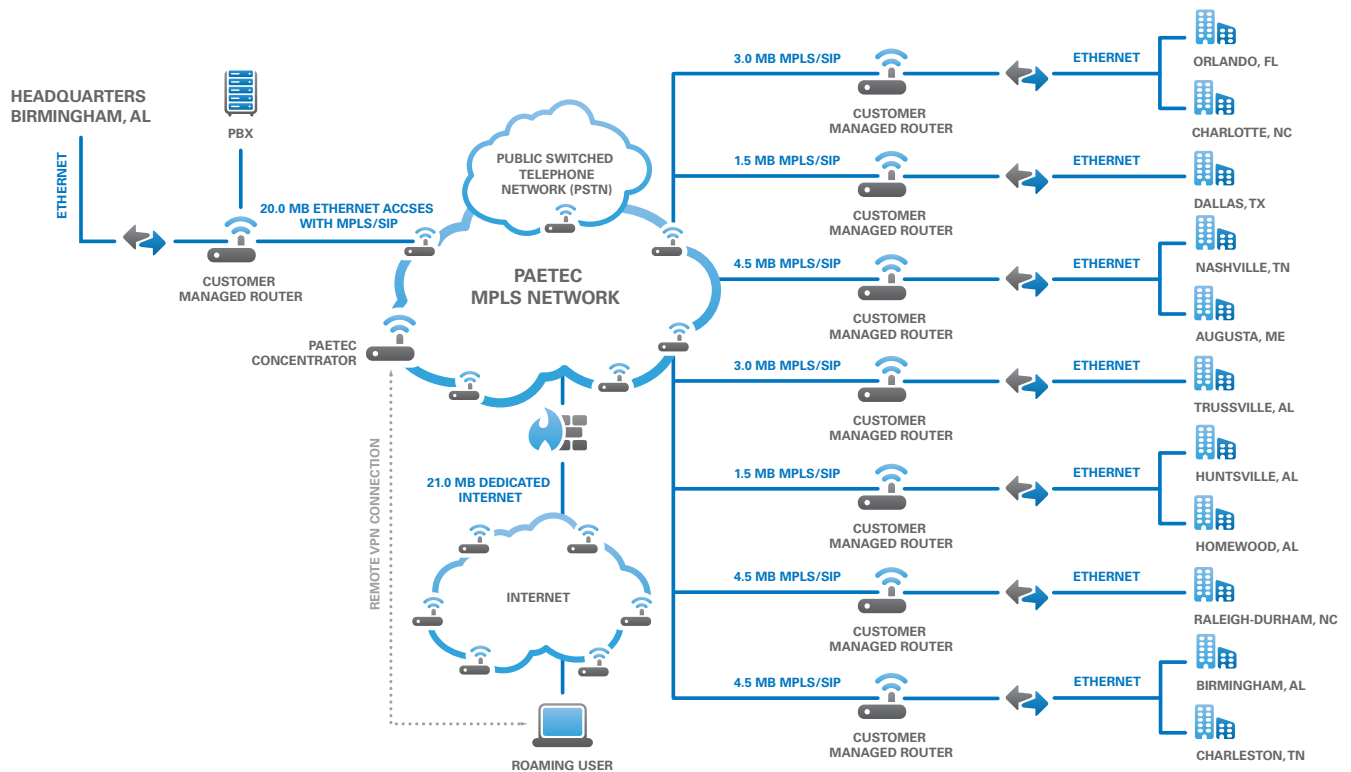 HEADQUARTERS
BIRMINGHAM, AL
ETHERNET
PBX
20.0 MB ETHERNET ACCSES
WITH MPLS/SIP
CUSTOMER
MANAGED ROUTER
PUBLIC SWITCHED
TELEPHONE
NETWORK (PSTN)
PAETEC
MPLS NETWORK
PAETEC
CONCENTRATOR
REMOTE VPN CONNECTION
21.0 MB DEDICATED
INTERNET
INTERNET
ROAMING USER
3.0 MB MPLS/SIP
CUSTOMER
MANAGED ROUTER
ETHERNET
ORLANDO, FL
CHARLOTTE, NC
1.5 MB MPLS/SIP
CUSTOMER
MANAGED ROUTER
ETHERNET
DALLAS, TX
4.5 MB MPLS/SIP
CUSTOMER
MANAGED ROUTER
ETHERNET
NASHVILLE, TN
AUGUSTA, ME
3.0 MB MPLS/SIP
CUSTOMER
MANAGED ROUTER
ETHERNET
TRUSSVILLE, AL
1.5 MB MPLS/SIP
CUSTOMER
MANAGED ROUTER
ETHERNET
HUNTSVILLE, AL
HOMEWOOD, AL
4.5 MB MPLS/SIP
CUSTOMER
MANAGED ROUTER
ETHERNET
RALEIGH-DURHAM, NC
4.5 MB MPLS/SIP
CUSTOMER
MANAGED ROUTER
ETHERNET
BIRMINGHAM, AL
CHARLESTON, TN